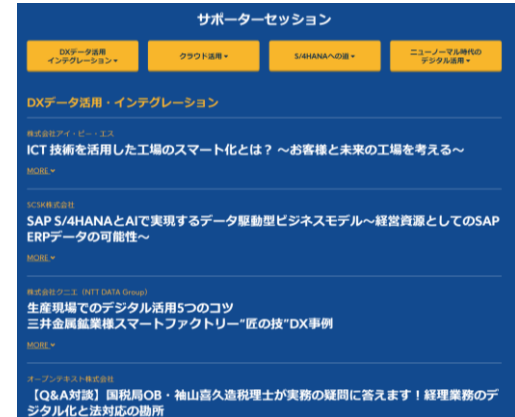 サポーターセッション
DXデータ活用
インテグレーション▾
クラウド活用▾
S/4HANAへの道▾
ニューノーマル時代の
デジタル活用▾
DXデータ活用・インテグレーション
株式会社アイ・ピー・エス
ICT 技術を活用した工場のスマート化とは？ ～お客様と未来の工場を考える～
MORE▾
SCSK株式会社
SAP S/4HANAとAIで実現するデータ駆動型ビジネスモデル～経営資源としてのSAP
ERPデータの可能性～
MORE▾
株式会社クニエ（NTT DATA Group）
生産現場でのデジタル活用5つのコツ
三井金属鉱業様スマートファクトリー“匠の技”DX事例
MORE▾
オープンテキスト株式会社
【Q&A対談】国税局OB・袖山喜久造税理士が実務の疑問に答えます！経理業務のデ
ジタル化と法対応の勘所